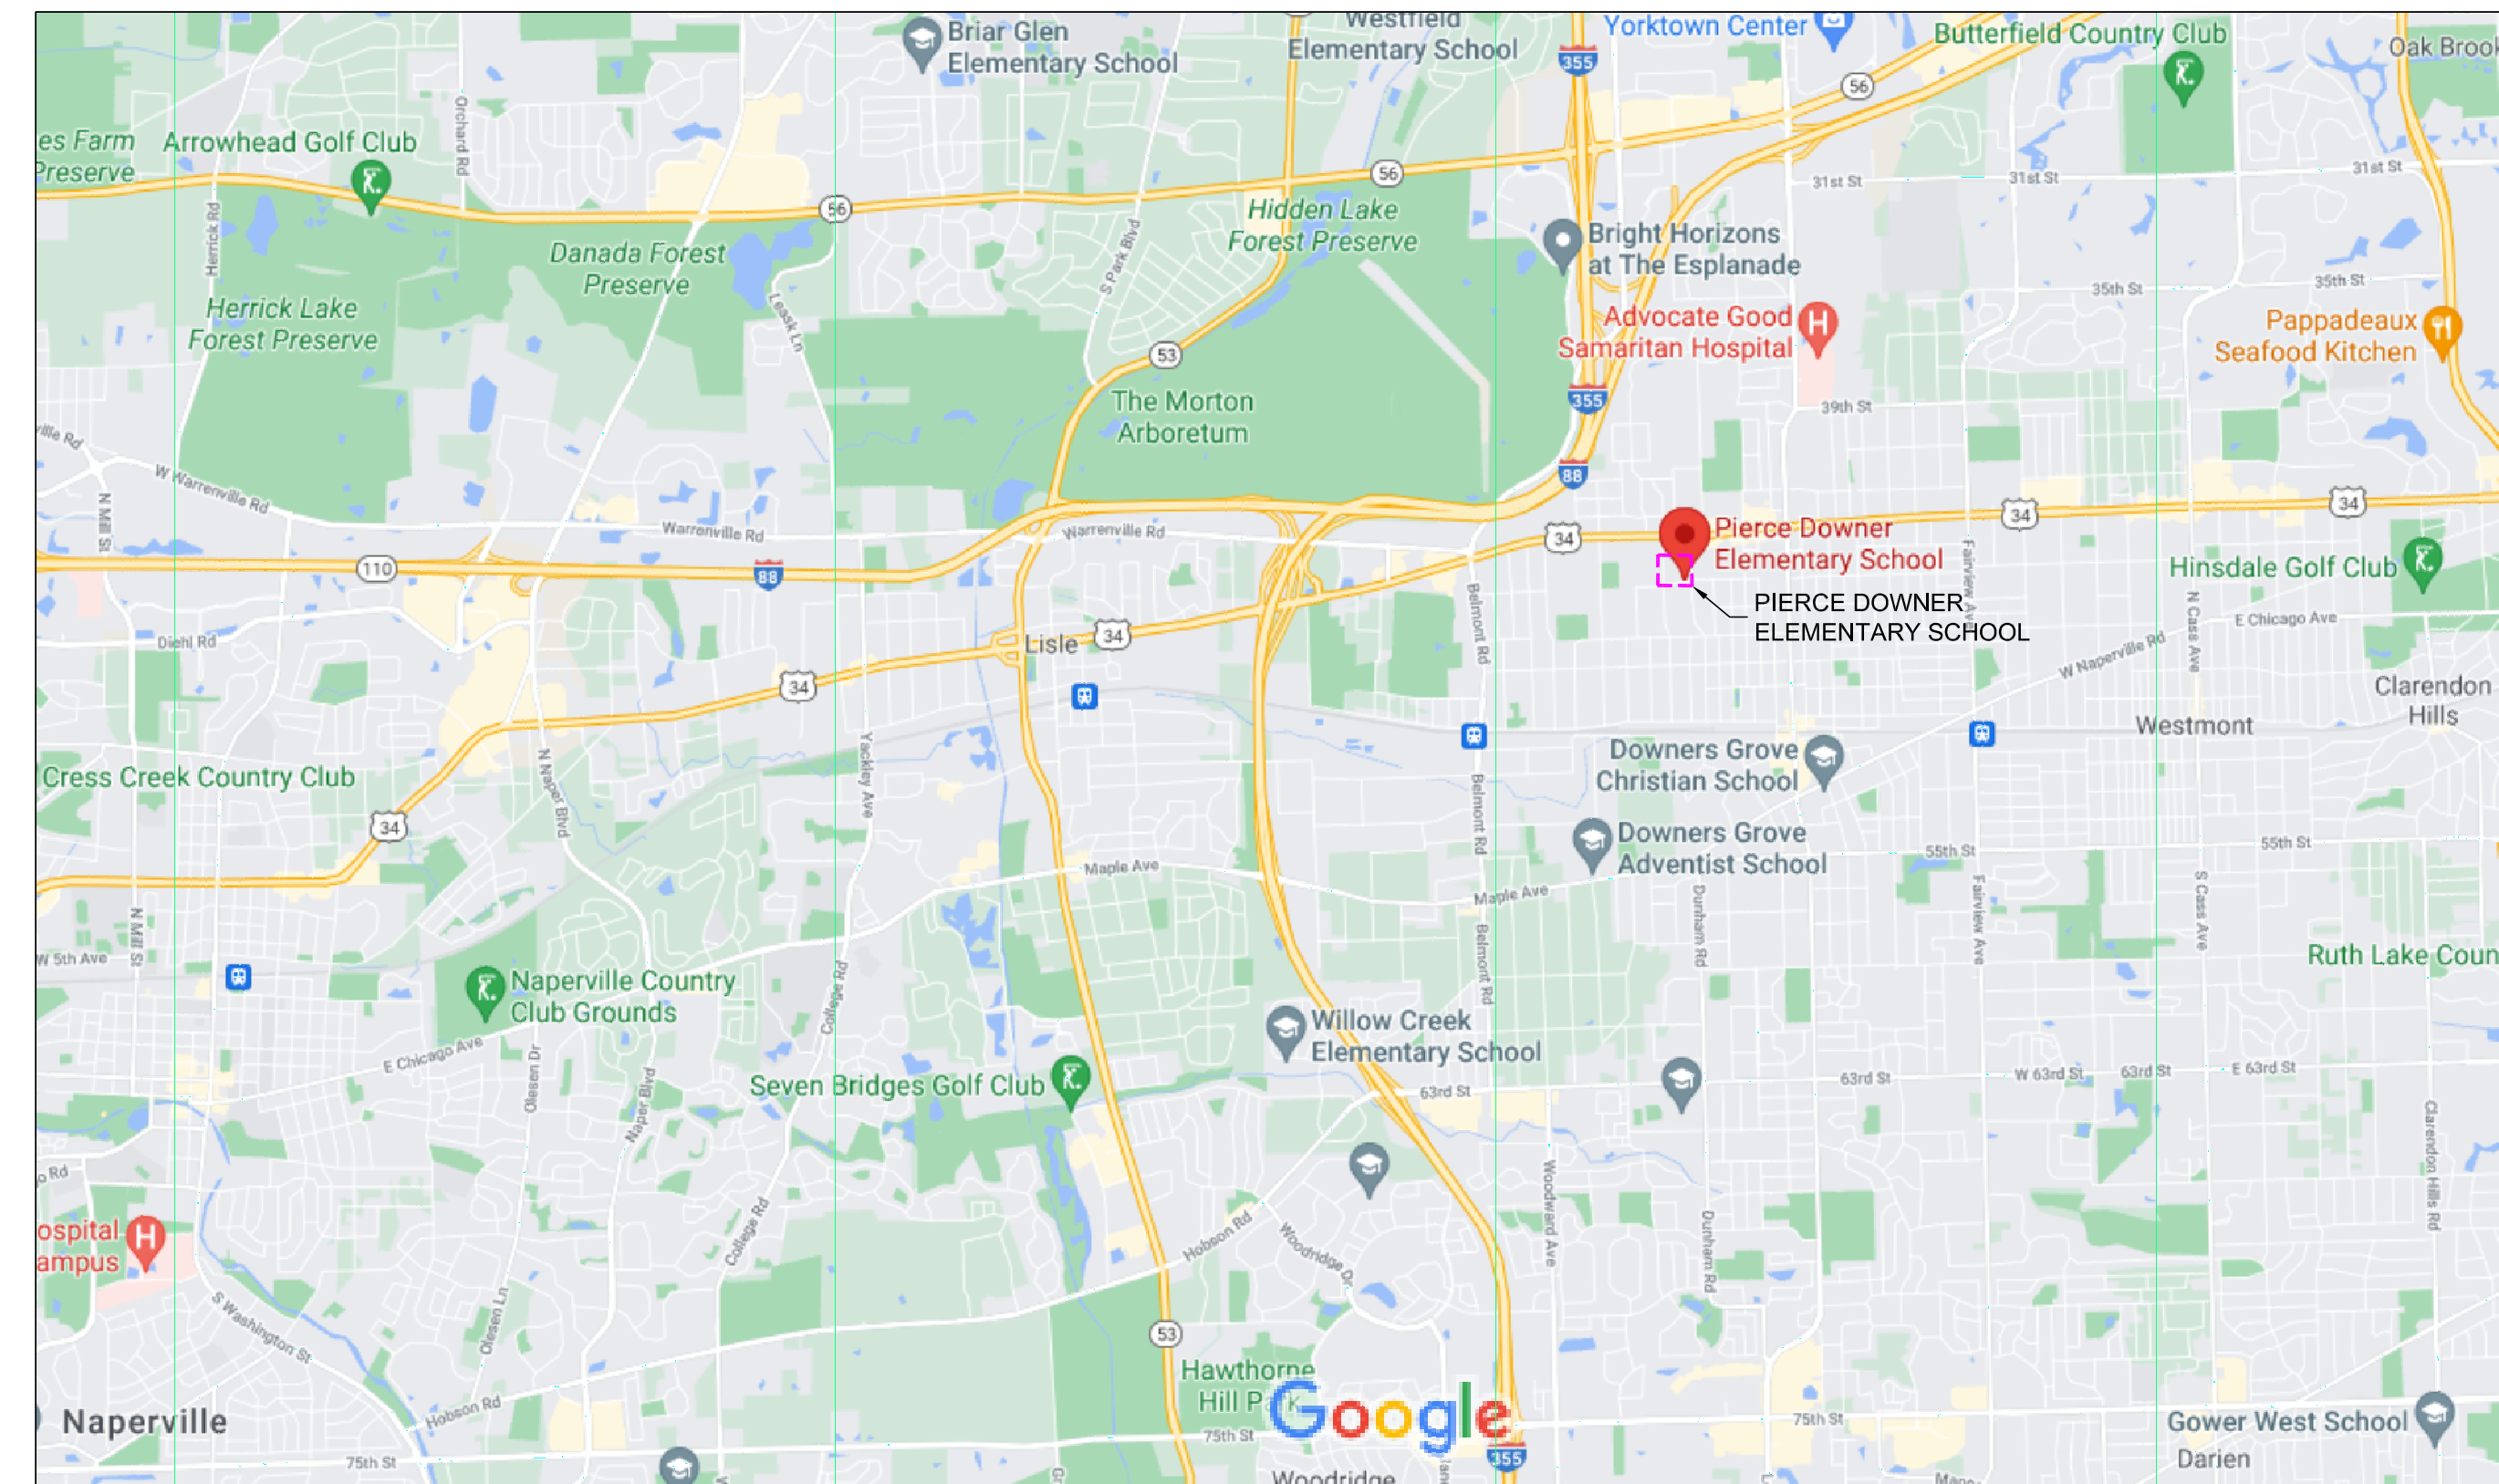 Briar Glen
Elementary School
Westfield
Elementary School
355
Yorktown Center
Butterfield Country Club
Oak Brook
56
Orchard Rd
es Farm
Preserve
Arrowhead Golf Club
56
56
31st St
31st St
31st St
Herrick Rd
Hidden Lake
Forest Preserve
Danada Forest
Preserve
S Park Blvd
Bright Horizons
at The Esplanade
35th St
35th St
Leask Ln
Herrick Lake
Forest Preserve
Advocate Good
Samaritan Hospital
Pappadeaux
Seafood Kitchen
53
The Morton
Arboretum
355
39th St
ville Rd
W Warrenville Rd
88
N Mill St
Warrenville Rd
Warrenville Rd
34
34
34
Pierce Downer
Elementary School
110
88
Fairview Ave
Hinsdale Golf Club
PIERCE DOWNER
ELEMENTARY SCHOOL
Belmont Rd
N Cass Ave
E Chicago Ave
Diehl Rd
Lisle
34
W Naperville Rd
34
Clarendon
Hills
Westmont
Cress Creek Country Club
N Naper Blvd
Yackley Ave
Belmont Rd
Downers Grove
Christian School
34
Downers Grove
Adventist School
55th St
55th St
Maple Ave
Maple Ave
Dunham Rd
Fairview Ave
S Cass Ave
N Mill St
W 5th Ave
Belmont Rd
Ruth Lake Coun
Naperville Country
Club Grounds
College Rd
Willow Creek
Elementary School
E Chicago Ave
Olesen Dr
Naper Blvd
Seven Bridges Golf Club
63rd St
63rd St
W 63rd St
63rd St
E 63rd St
Clarendon Hills Rd
o Rd
Woodward Ave
Dunham Rd
ospital
ampus
College Rd
Hobson Rd
Woodridge Dr
S Washington St
Olesen Ln
53
Hawthorne
Hill P k
Google
Naperville
Hobson Rd
75th St
75th St
75th St
355
Gower West School
Darien
Woodridge